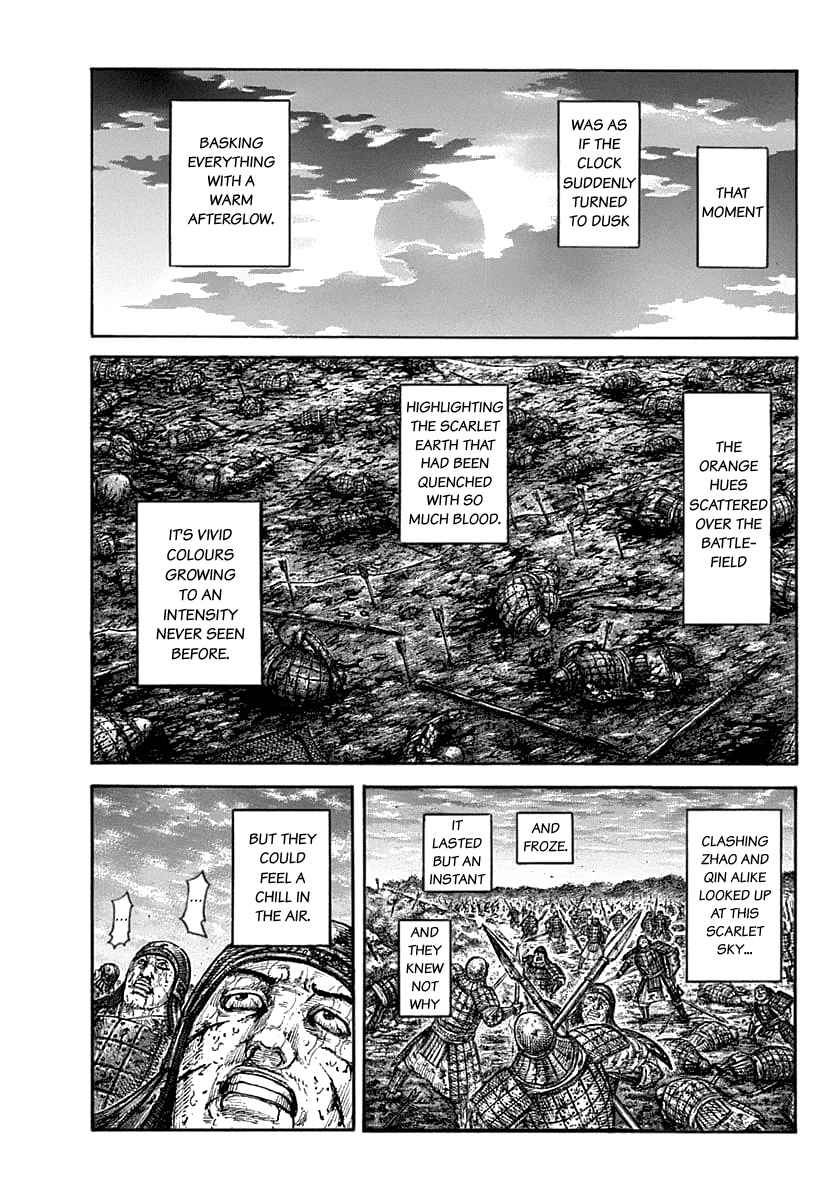 THAT
MOMENT
WAS AS
IF THE
CLOCK
SUDDENLY
TURNED
TO DUSK
BASKING
EVERYTHING
WITH A
WARM
AFTERGLOW.
THE
ORANGE
HUES
SCATTERED
OVER THE
BATTLE-
FIELD
HIGHLIGHTING
THE SCARLET
EARTH THAT
HAD BEEN
QUENCHED
WITH SO
MUCH BLOOD.
IT'S VIVID
COLOURS
GROWING
TO AN
INTENSITY
NEVER SEEN
BEFORE.
CLASHING
ZHAO AND
QIN ALIKE
LOOKED UP
AT THIS
SCARLET
SKY...
AND
FROZE.
IT
LASTED
BUT AN
INSTANT
AND
THEY
KNEW
NOT
WHY
BUT THEY
COULD
FEEL A
CHILL IN
THE AIR.
...
...